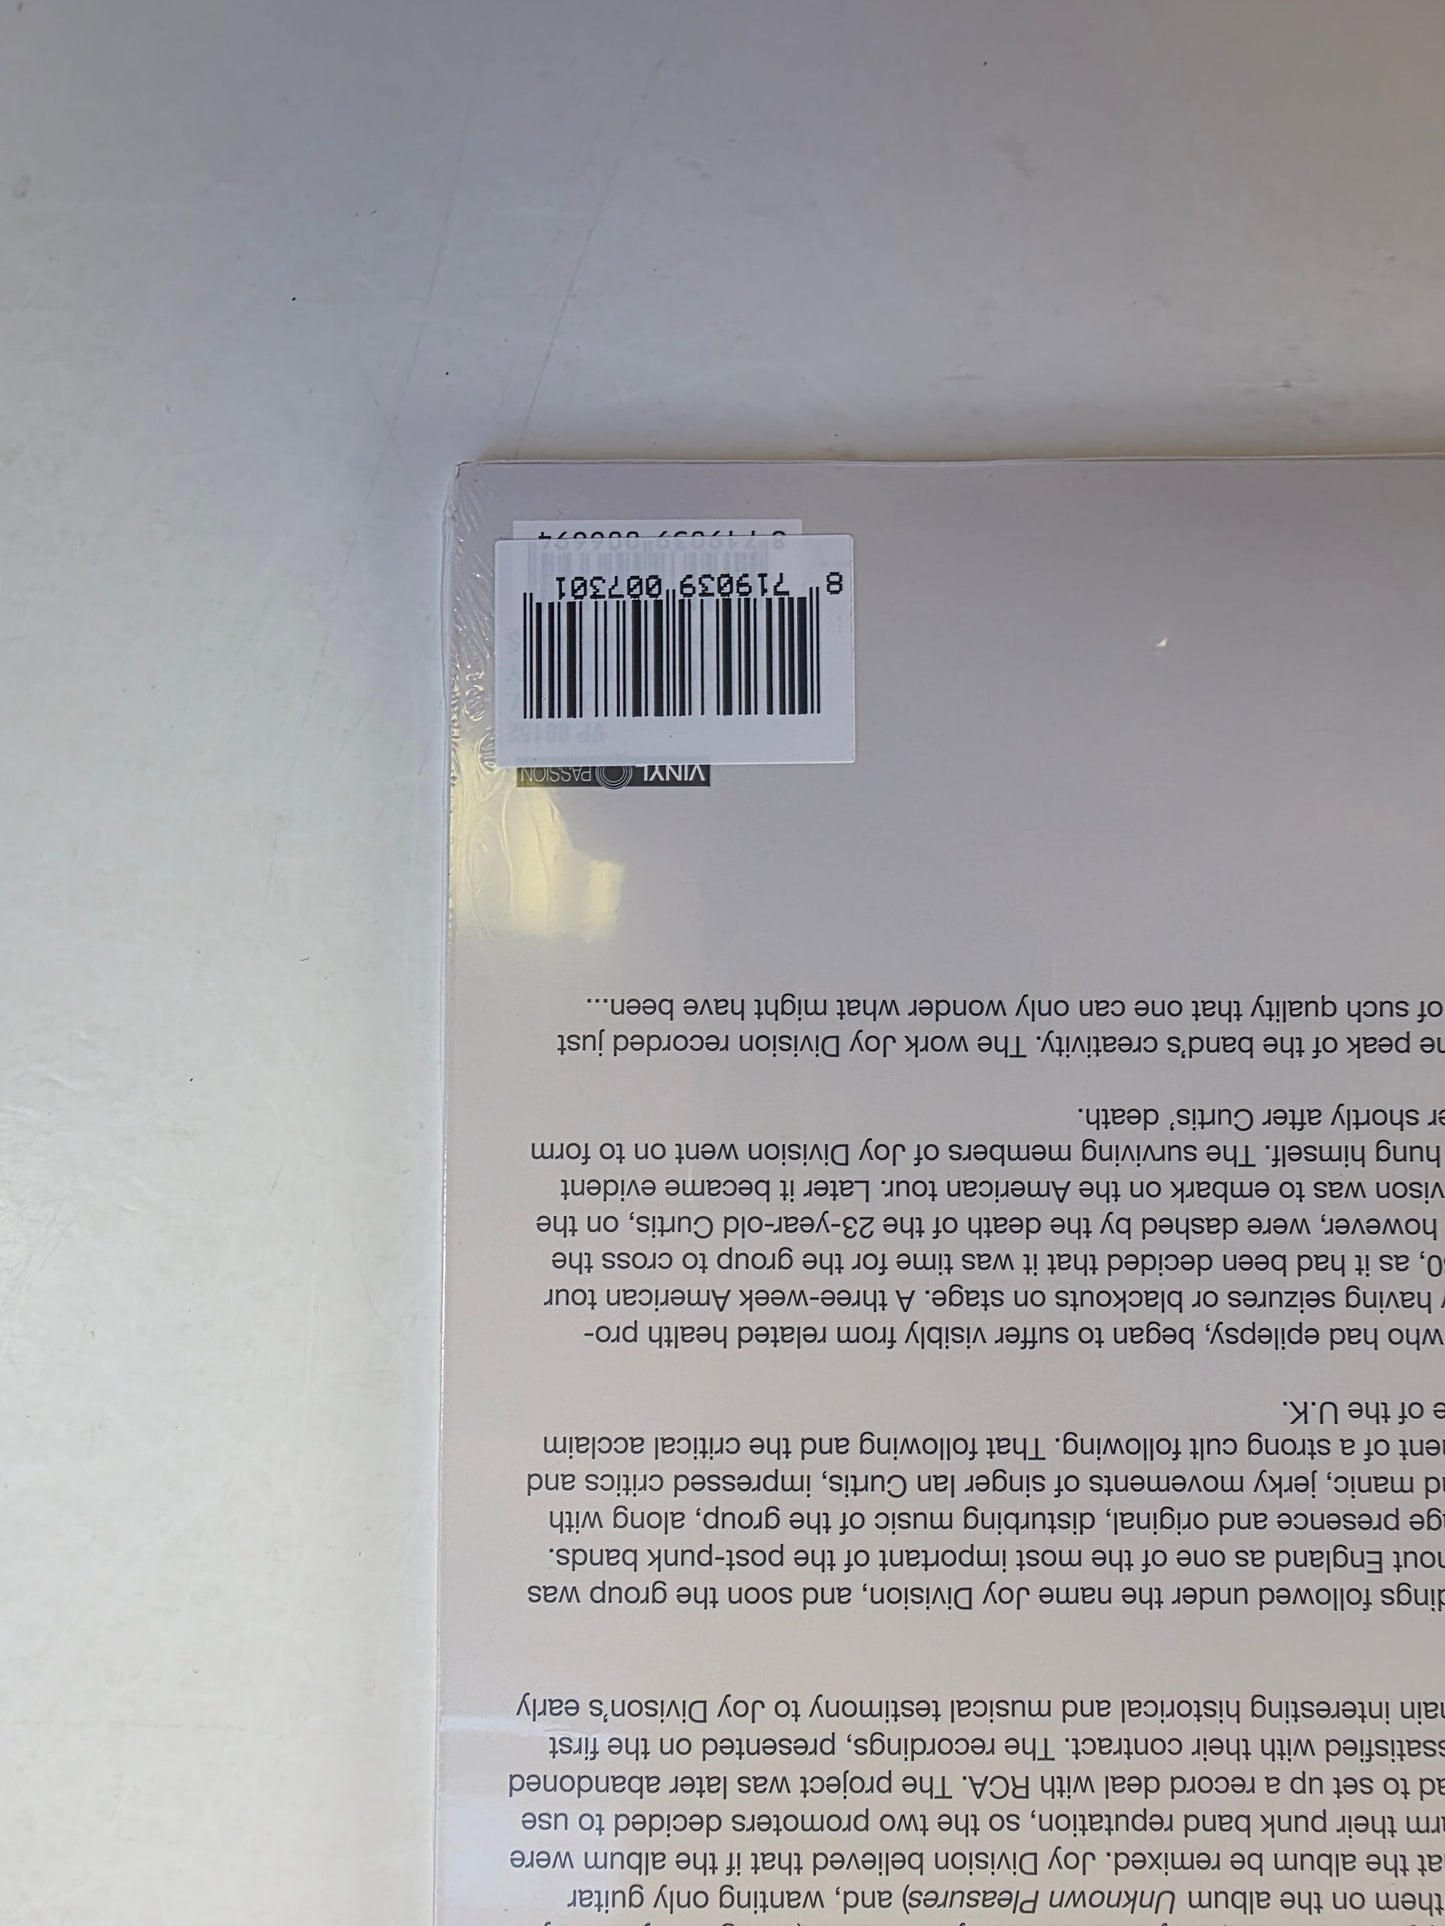 them on the album Unknown Pleasures) and, wanting only guitar
at the album be remixed. Joy Division believed that if the album were
arm their punk band reputation, so the two promoters decided to use
ad to set up a record deal with RCA. The project was later abandoned
ssatisfied with their contract. The recordings, presented on the first
ain interesting historical and musical testimony to Joy Divison's early
dings followed under the name Joy Division, and soon the group was
hout England as one of the most important of the post-punk bands.
ge presence and original, disturbing music of the group, along with
nd manic, jerky movements of singer Ian Curtis, impressed critics and
ent of a strong cult following. That following and the critical acclaim
e of the U.K.
who had epilepsy, began to suffer visibly from related health pro-
y having seizures or blackouts on stage. A three-week American tour
0, as it had been decided that it was time for the group to cross the
however, were dashed by the death of the 23-year-old Curtis, on the
vison was to embark on the American tour. Later it became evident
hung himself. The surviving members of Joy Division went on to form
er shortly after Curtis' death.
he peak of the band's creativity. The work Joy Division recorded just
of such quality that one can only wonder what might have been...
VINYL PASSION
VP 80152
8 719039 007301
8 719039 006694